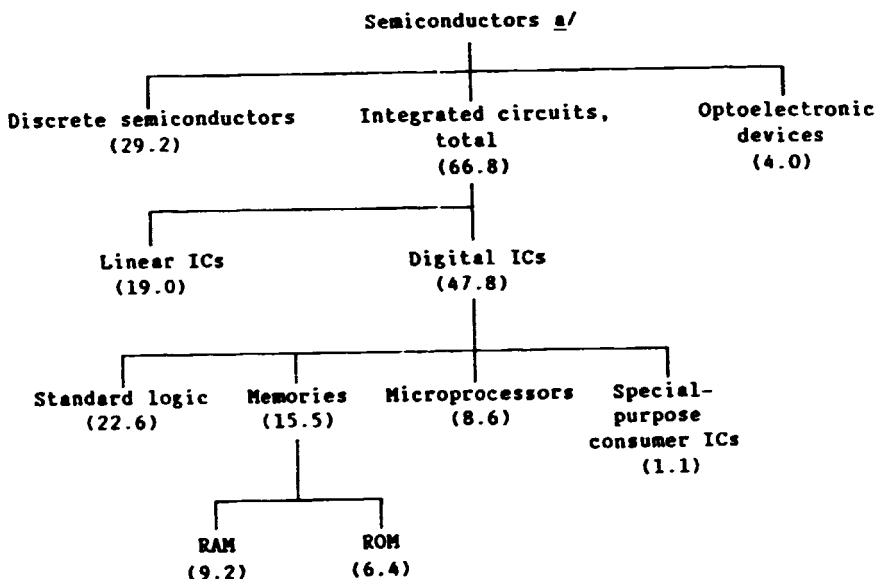 Semiconductors a/
Discrete semiconductors
(29.2)
Integrated circuits,
total
(66.8)
Optoelectronic
devices
(4.0)
Linear ICs
(19.0)
Digital ICs
(47.8)
Standard logic
(22.6)
Memories
(15.5)
Microprocessors
(8.6)
Special-
purpose
consumer ICs
(1.1)
RAM
(9.2)
ROM
(6.4)